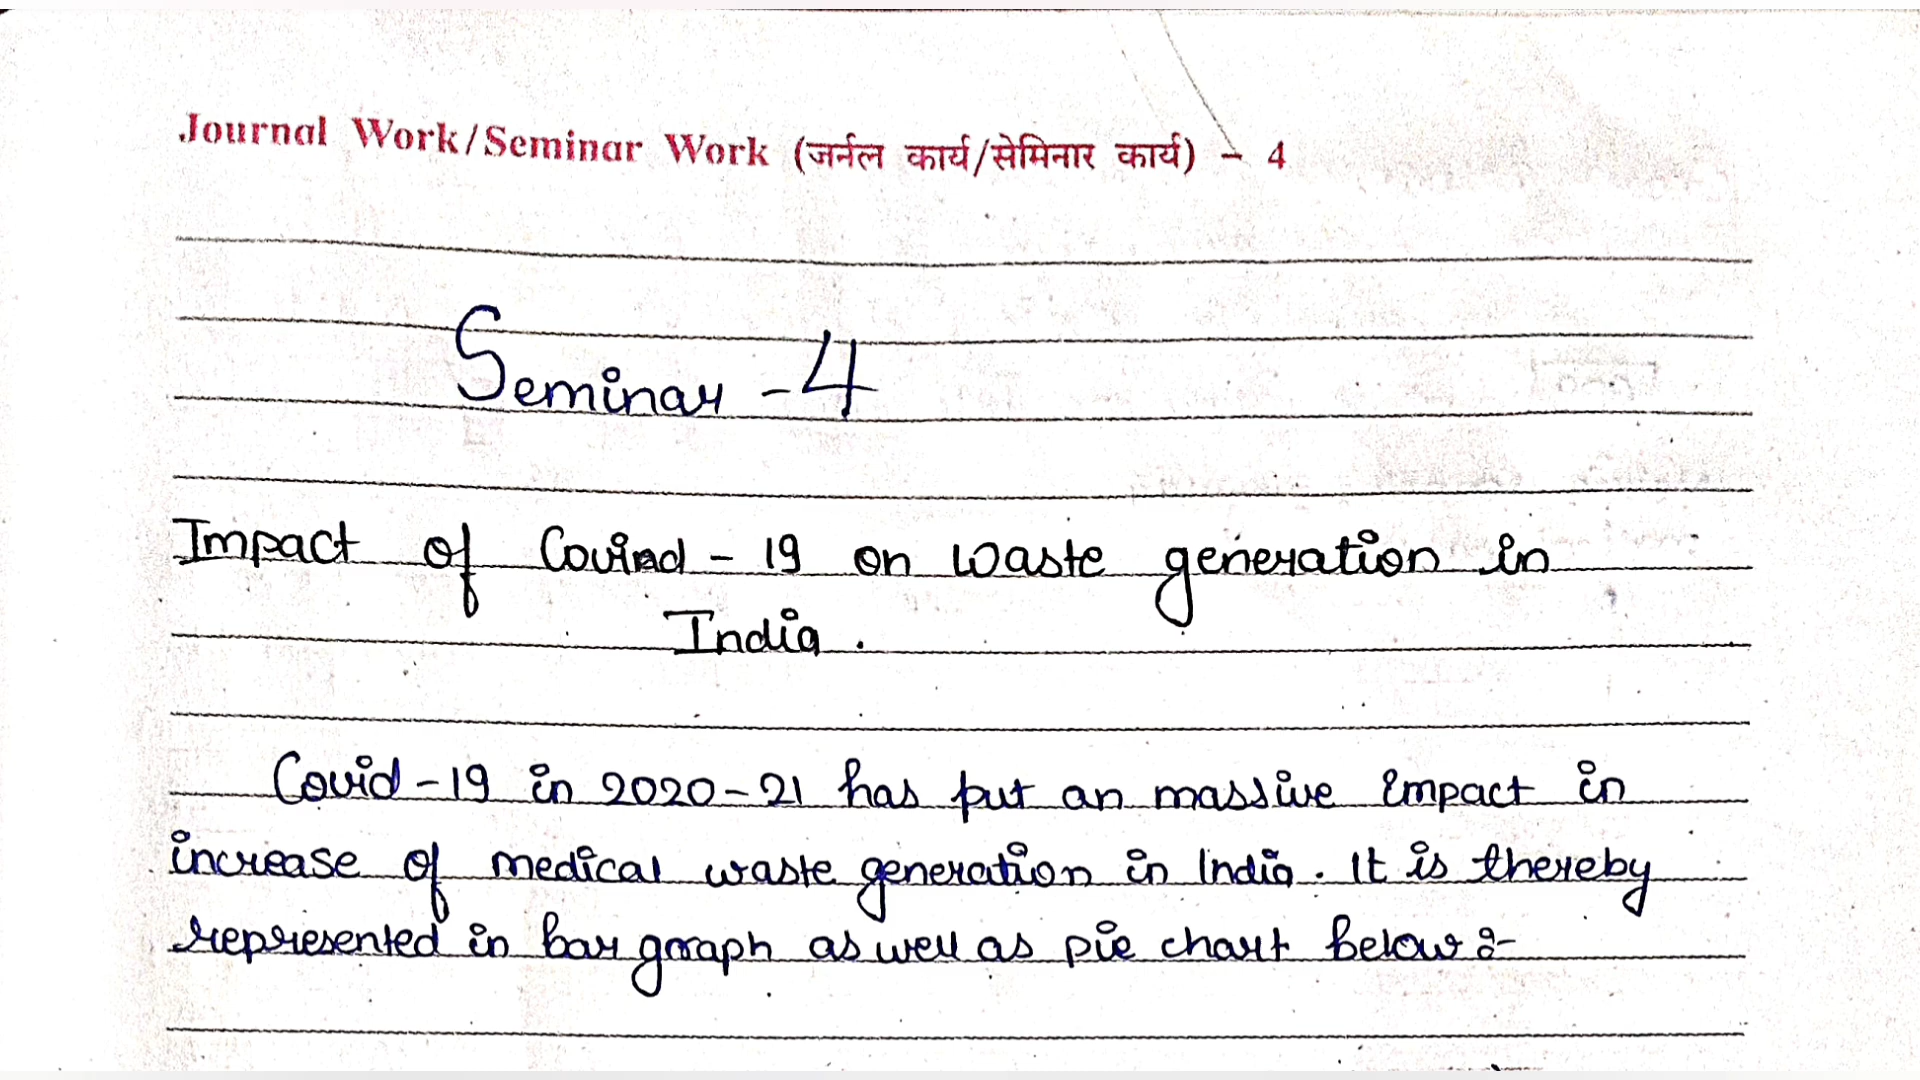 Journal Work/Seminar Work (जर्नल कार्य/सेमिनार कार्य) - 4
Seminar - 4
Impact of Covind - 19 on waste generation in
India.
Covid-19 in 2020-21 has put an massive impact in
increase of medical waste generation in India. It is thereby
represented in bar graph as well as pie chart below :-